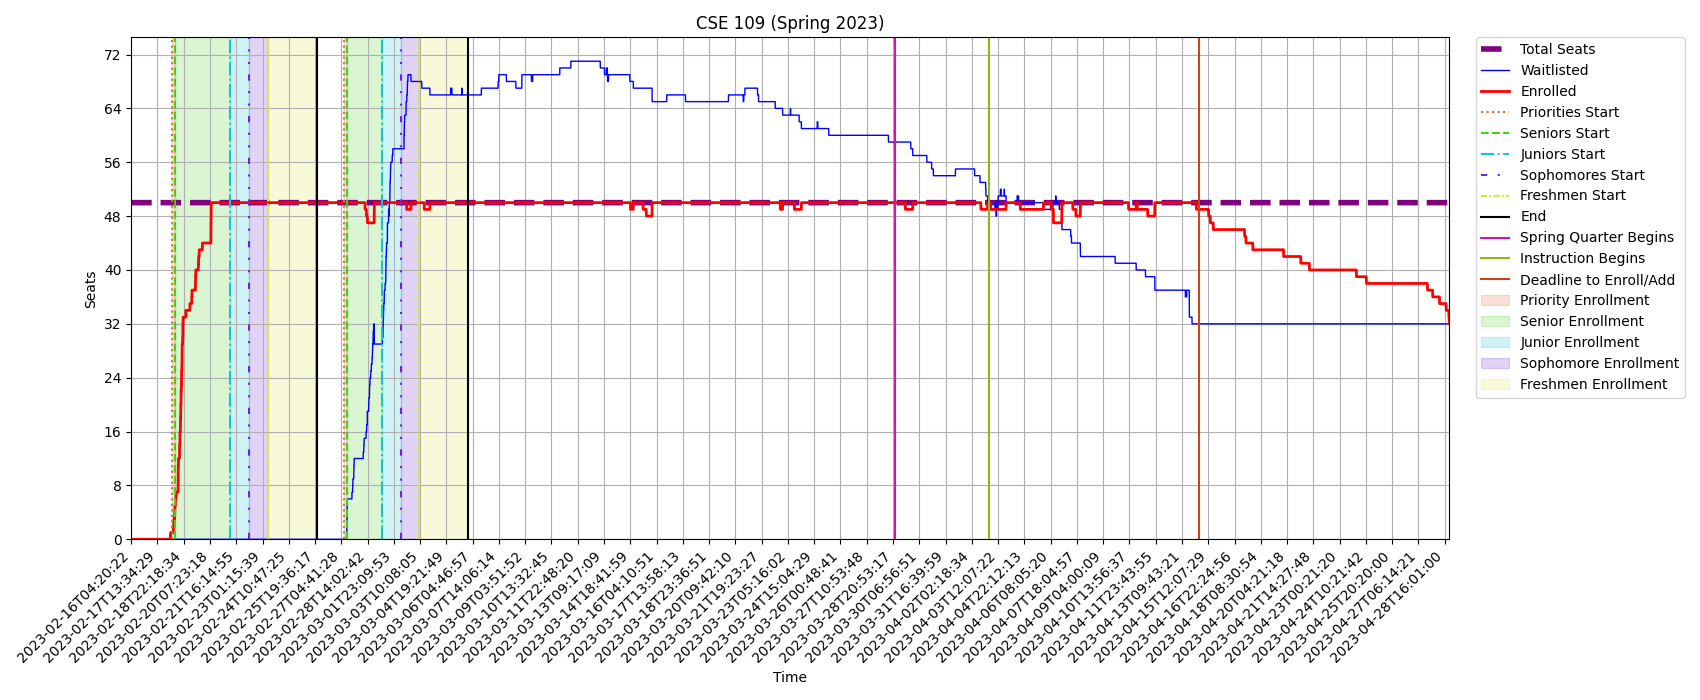 CSE 109 (Spring 2023)
Seats
72
64
56
48
40
32
24
16
8
0
2023-02-16T04:20:22
2023-02-17T13:34:29
2023-02-18T22:18:34
2023-02-20T07:23:18
2023-02-21T16:14:55
2023-02-23T01:15:39
2023-02-24T10:47:25
2023-02-25T19:36:17
2023-02-27T04:41:28
2023-02-28T14:02:42
2023-03-01T23:09:53
2023-03-03T10:08:05
2023-03-04T19:21:49
2023-03-06T04:46:57
2023-03-07T14:06:14
2023-03-09T03:51:52
2023-03-10T13:32:45
2023-03-11T22:48:20
2023-03-13T09:17:09
2023-03-14T18:41:59
2023-03-16T04:10:51
2023-03-17T13:58:13
2023-03-18T23:36:51
2023-03-20T09:42:10
2023-03-21T19:23:27
2023-03-23T05:16:02
2023-03-24T15:04:29
2023-03-26T00:48:41
2023-03-27T10:53:48
2023-03-28T20:53:17
2023-03-30T06:56:51
2023-03-31T16:39:59
2023-04-02T02:18:34
2023-04-03T12:07:22
2023-04-04T22:12:13
2023-04-06T08:05:20
2023-04-07T18:04:57
2023-04-09T04:00:09
2023-04-10T13:56:37
2023-04-11T23:43:55
2023-04-13T09:43:21
2023-04-15T12:07:29
2023-04-16T22:24:56
2023-04-18T08:30:54
2023-04-20T04:21:18
2023-04-21T14:27:48
2023-04-23T00:21:20
2023-04-24T10:21:42
2023-04-25T20:20:00
2023-04-27T06:14:21
2023-04-28T16:01:00
Time
Total Seats
Waitlisted
Enrolled
Priorities Start
Seniors Start
Juniors Start
Sophomores Start
Freshmen Start
End
Spring Quarter Begins
Instruction Begins
Deadline to Enroll/Add
Priority Enrollment
Senior Enrollment
Junior Enrollment
Sophomore Enrollment
Freshmen Enrollment